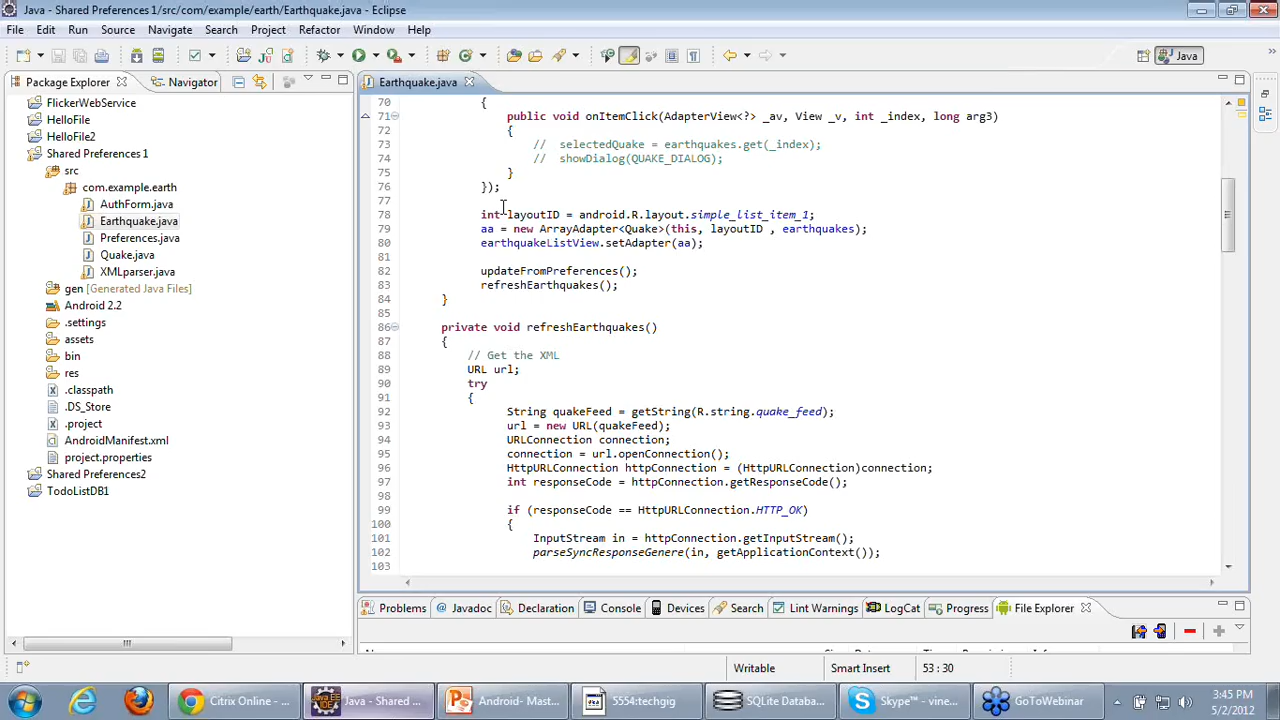 Java - Shared Preferences 1/src/com/example/earth/Earthquake.java - Eclipse
File Edit Run Source Navigate Search Project Refactor Window Help
Java
Package Explorer Navigator
Earthquake.java
FlickerWebService
HelloFile
HelloFile2
Shared Preferences 1
src
com.example.earth
AuthForm.java
Earthquake.java
Preferences.java
Quake.java
XMLparser.java
gen [Generated Java Files]
Android 2.2
.settings
assets
bin
res
.classpath
.DS_Store
.project
AndroidManifest.xml
project.properties
Shared Preferences2
TodoListDB1
70 {
71 public void onItemClick(AdapterView<?> _av, View _v, int _index, long arg3)
72 {
73 // selectedQuake = earthquakes.get(_index);
74 // showDialog(QUAKE_DIALOG);
75 }
76 });
77
78 int layoutID = android.R.layout.simple_list_item_1;
79 aa = new ArrayAdapter<Quake>(this, layoutID , earthquakes);
80 earthquakeListView.setAdapter(aa);
81
82 updateFromPreferences();
83 refreshEarthquakes();
84 }
85
86 private void refreshEarthquakes()
87 {
88 // Get the XML
89 URL url;
90 try
91 {
92 String quakeFeed = getString(R.string.quake_feed);
93 url = new URL(quakeFeed);
94 URLConnection connection;
95 connection = url.openConnection();
96 HttpURLConnection httpConnection = (HttpURLConnection)connection;
97 int responseCode = httpConnection.getResponseCode();
98
99 if (responseCode == HttpURLConnection.HTTP_OK)
100 {
101 InputStream in = httpConnection.getInputStream();
102 parseSyncResponseGenere(in, getApplicationContext());
103
Problems @ Javadoc Declaration Console Devices Search Lint Warnings LogCat Progress File Explorer
Writable Smart Insert 53 : 30
Citrix Online - ... Java - Shared ... Android- Mast... 5554:techgig SQLite Databa... Skype™ - vine... GoToWebinar
3:45 PM
5/2/2012